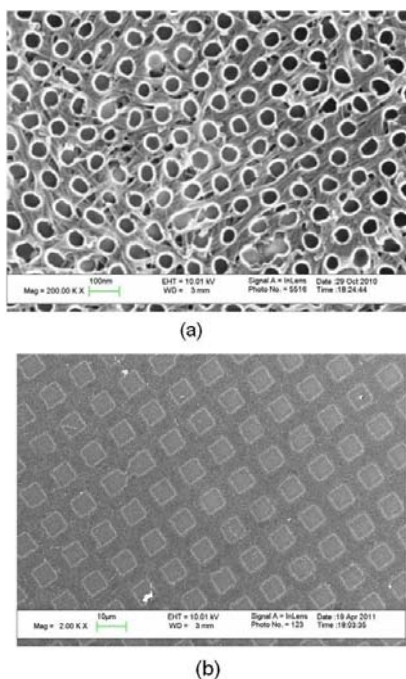 100nm EHT = 10.01 kV Signal A = InLens Date :29 Oct 2010
Mag = 200.00 K X WD = 3 mm Photo No. = 5516 Time :18:24:44
(a)
10µm EHT = 10.01 kV Signal A = InLens Date :19 Apr 2011
Mag = 2.00 K X WD = 3 mm Photo No. = 123 Time :18:03:35
(b)